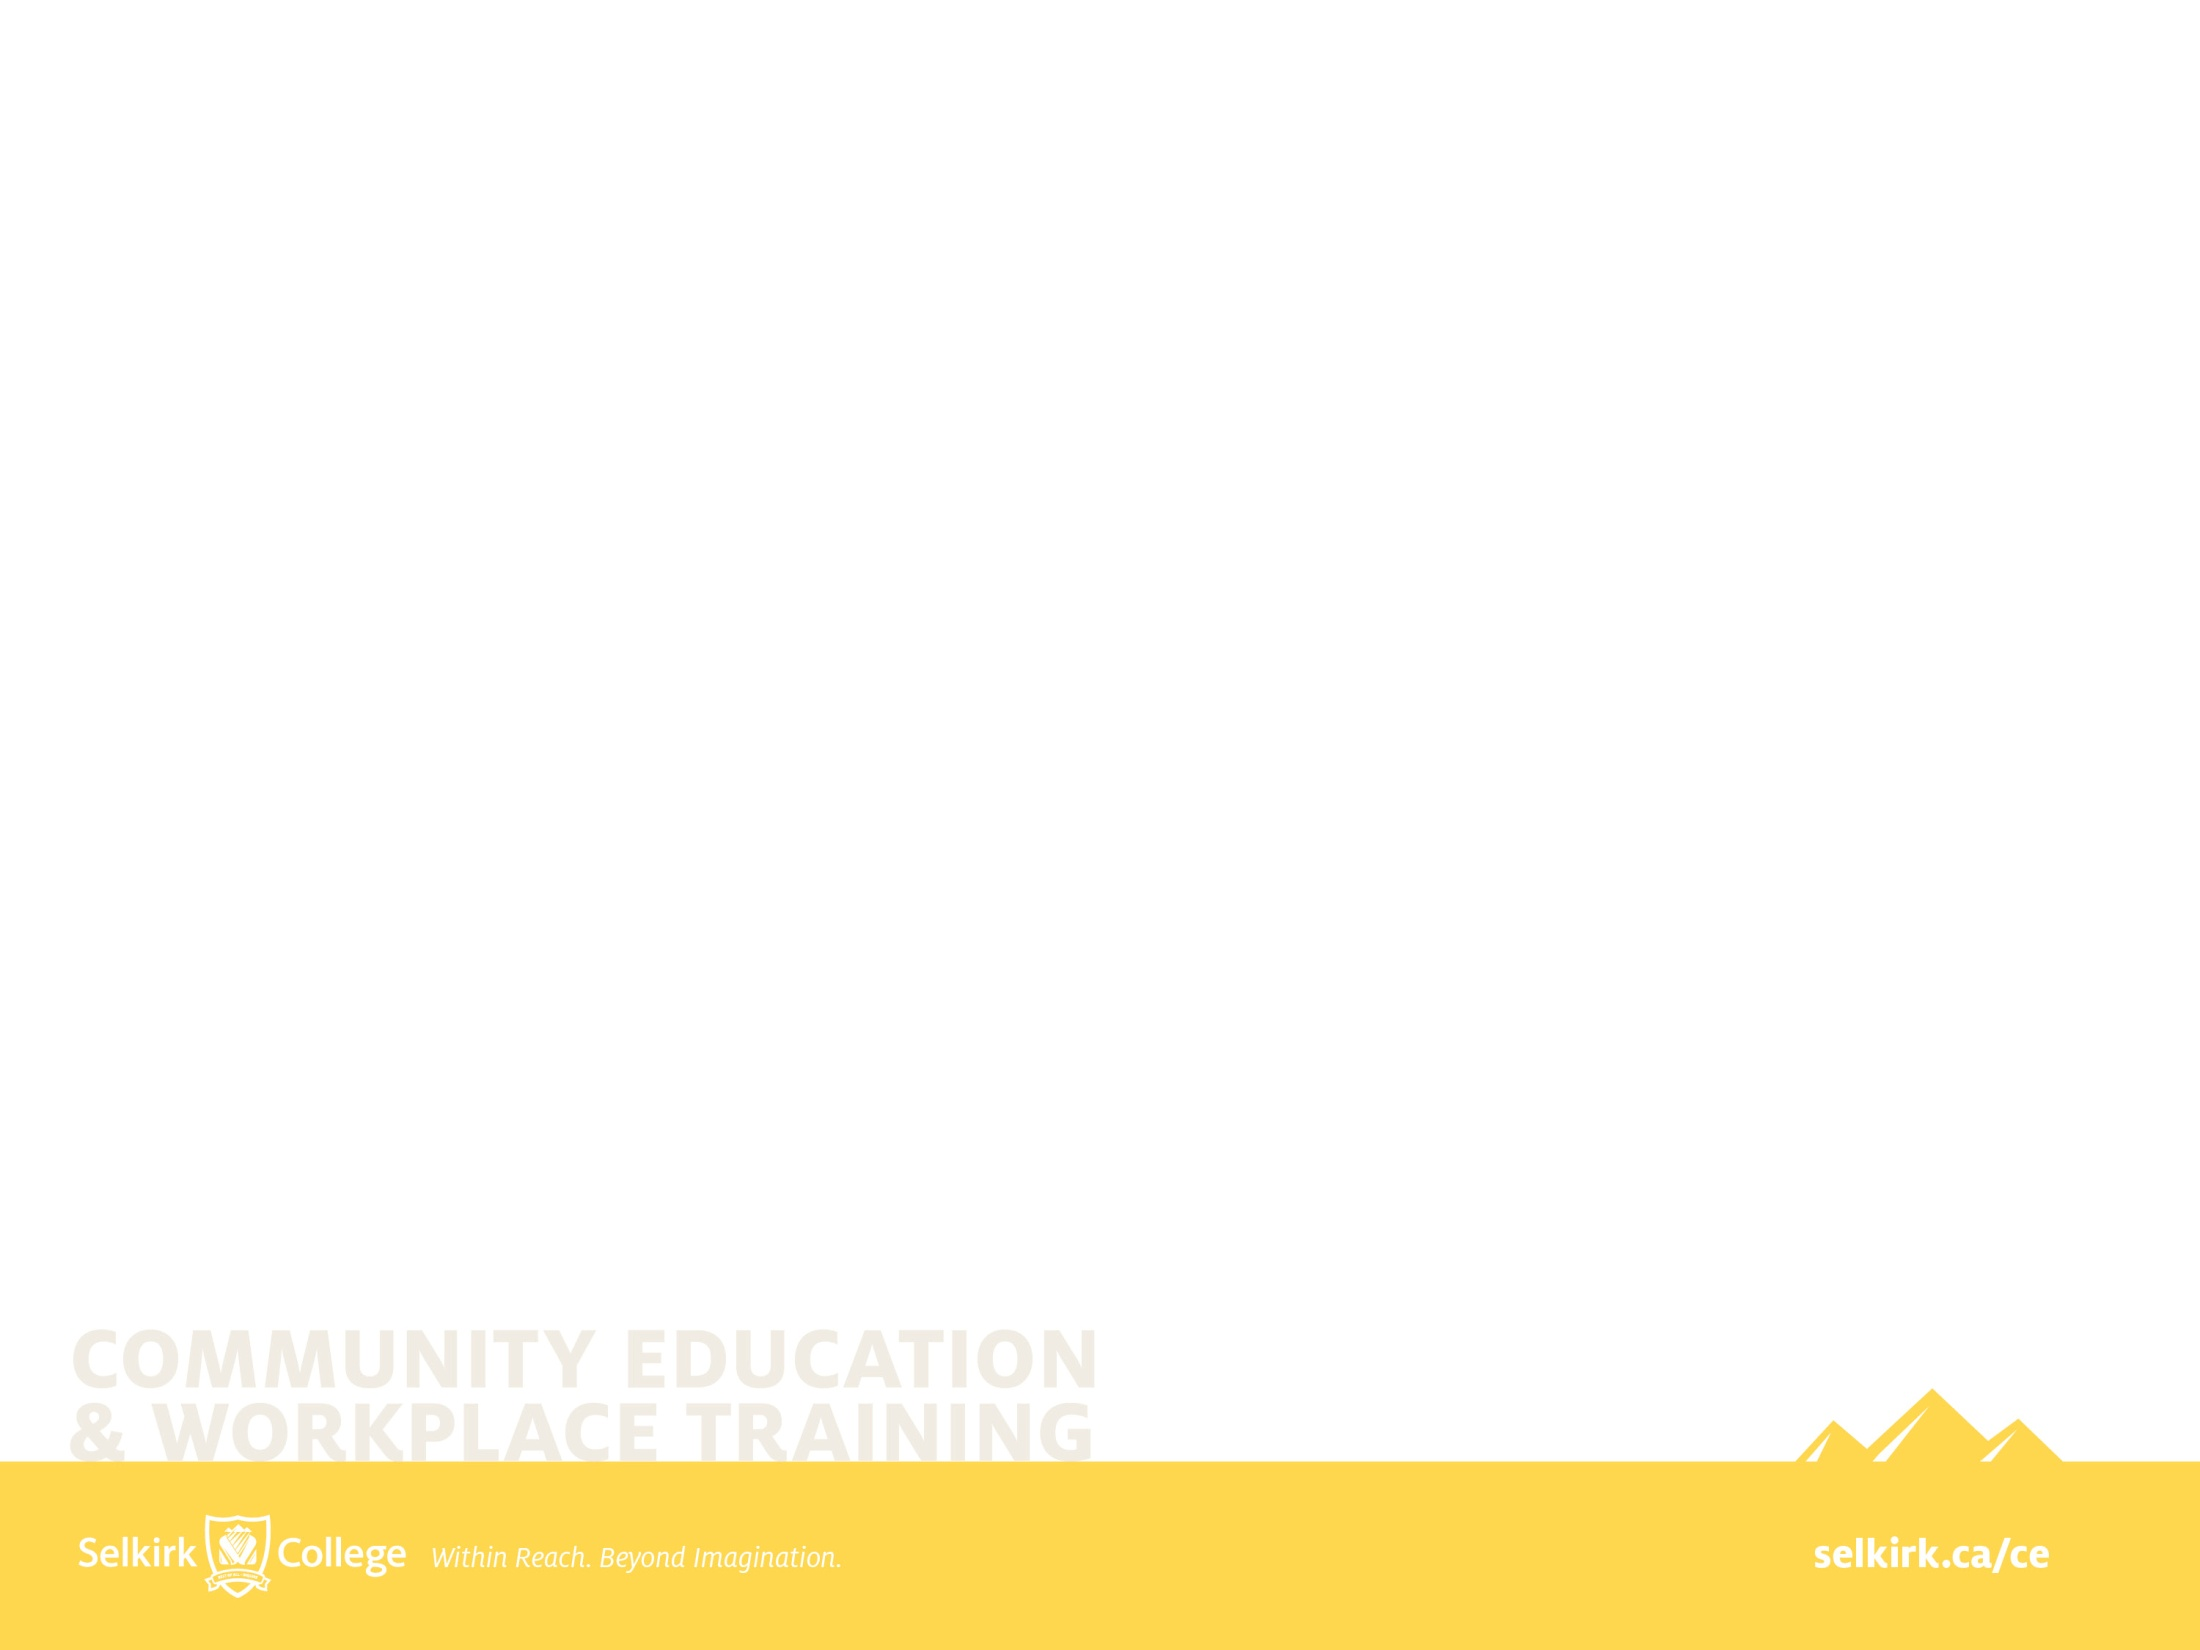 COMMUNITY EDUCATION
& WORKPLACE TRAINING
Selkirk College Within Reach. Beyond Imagination.
selkirk.ca/ce